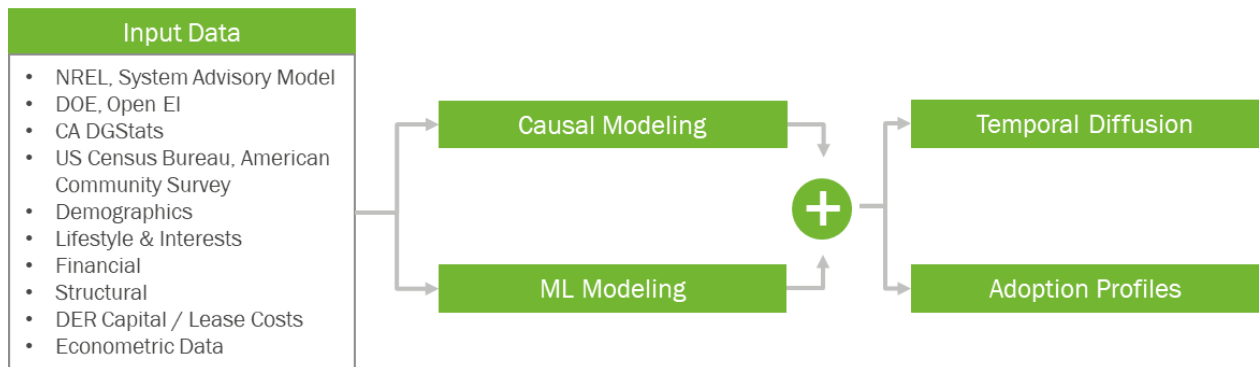 Input Data
• NREL, System Advisory Model
• DOE, Open EI
• CA DGStats
• US Census Bureau, American
Community Survey
• Demographics
• Lifestyle & Interests
• Financial
• Structural
• DER Capital / Lease Costs
• Econometric Data
Causal Modeling
ML Modeling
+
Temporal Diffusion
Adoption Profiles